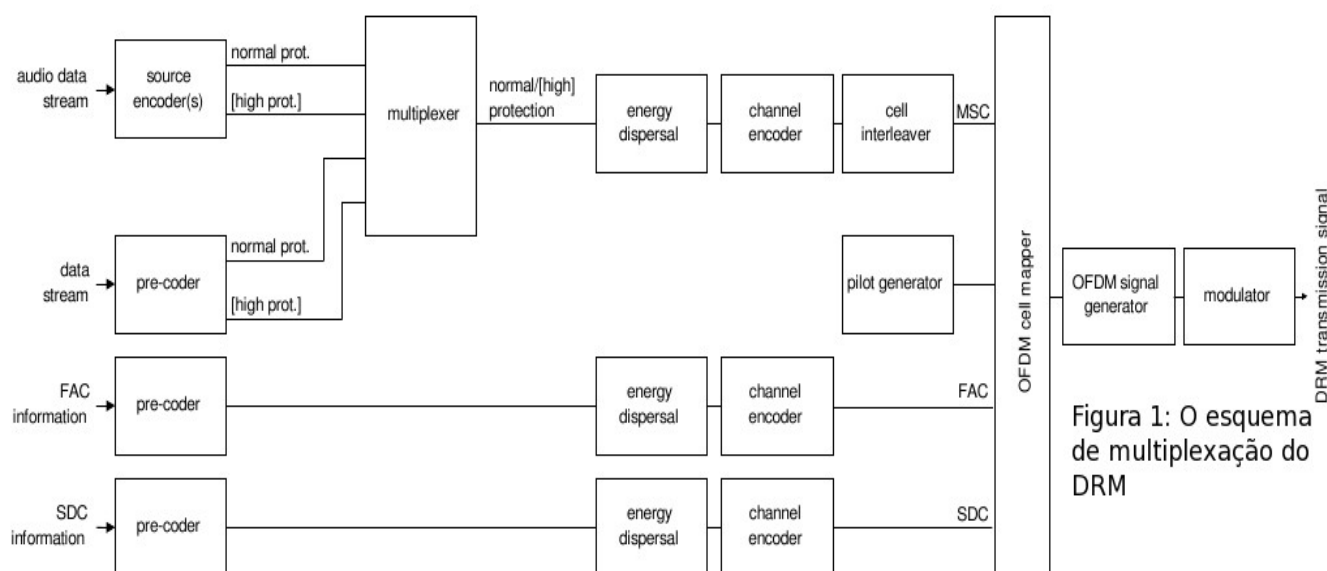 audio data
stream
source
encoder(s)
normal prot.
[high prot.]
multiplexer
normal/[high]
protection
energy
dispersal
channel
encoder
cell
interleaver
MSC
data
stream
pre-coder
normal prot.
[high prot.]
pilot generator
OFDM cell mapper
OFDM signal
generator
modulator
DRM transmission signal
FAC
information
pre-coder
energy
dispersal
channel
encoder
FAC
SDC
information
pre-coder
energy
dispersal
channel
encoder
SDC
Figura 1: O esquema
de multiplexação do
DRM